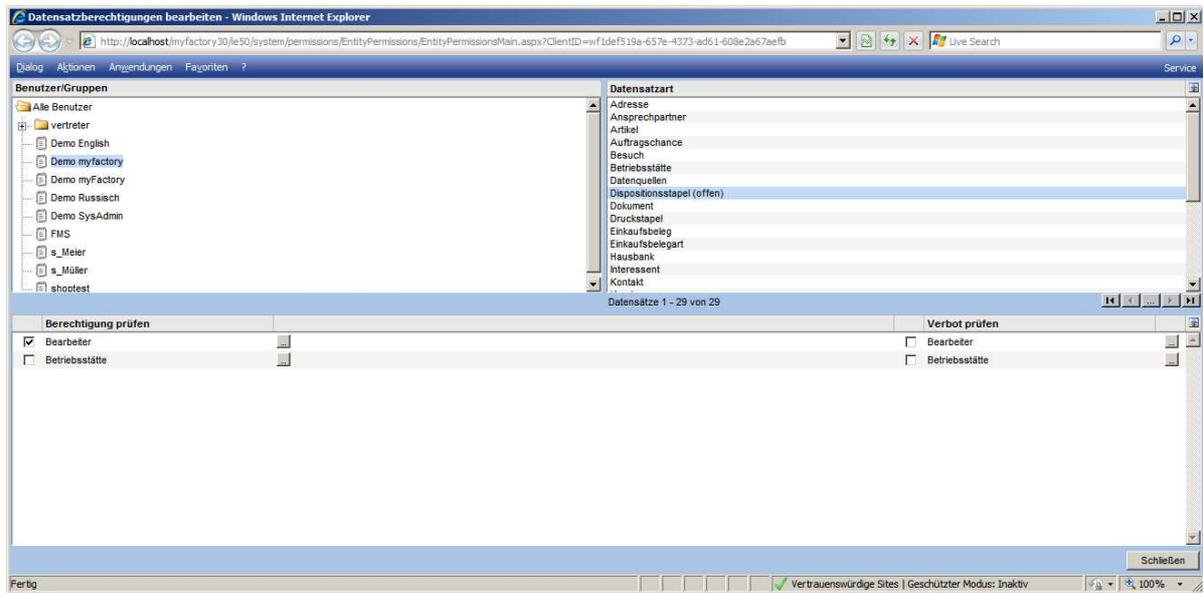 Datensatzberechtigungen bearbeiten - Windows Internet Explorer
http://localhost/myfactory30/ie50/system/permissions/EntityPermissions/EntityPermissionsMain.aspx?ClientID=wf1def519a-657e-4373-ad61-608e2a67aefb
Live Search
Dialog Aktionen Anwendungen Favoriten ? Service
Benutzer/Gruppen
Alle Benutzer
vertreter
Demo English
Demo myfactory
Demo myFactory
Demo Russisch
Demo SysAdmin
FMS
s_Meier
s_Müller
shoptest
Datensatzart
Adresse
Ansprechpartner
Artikel
Auftragschance
Besuch
Betriebsstätte
Datenquellen
Dispositionsstapel (offen)
Dokument
Druckstapel
Einkaufsbeleg
Einkaufsbelegart
Hausbank
Interessent
Kontakt
Datensätze 1 - 29 von 29 ...
Berechtigung prüfen Verbot prüfen
Bearbeiter ... Bearbeiter ...
Betriebsstätte ... Betriebsstätte ...
Schließen
Fertig Vertrauenswürdige Sites | Geschützter Modus: Inaktiv 100%